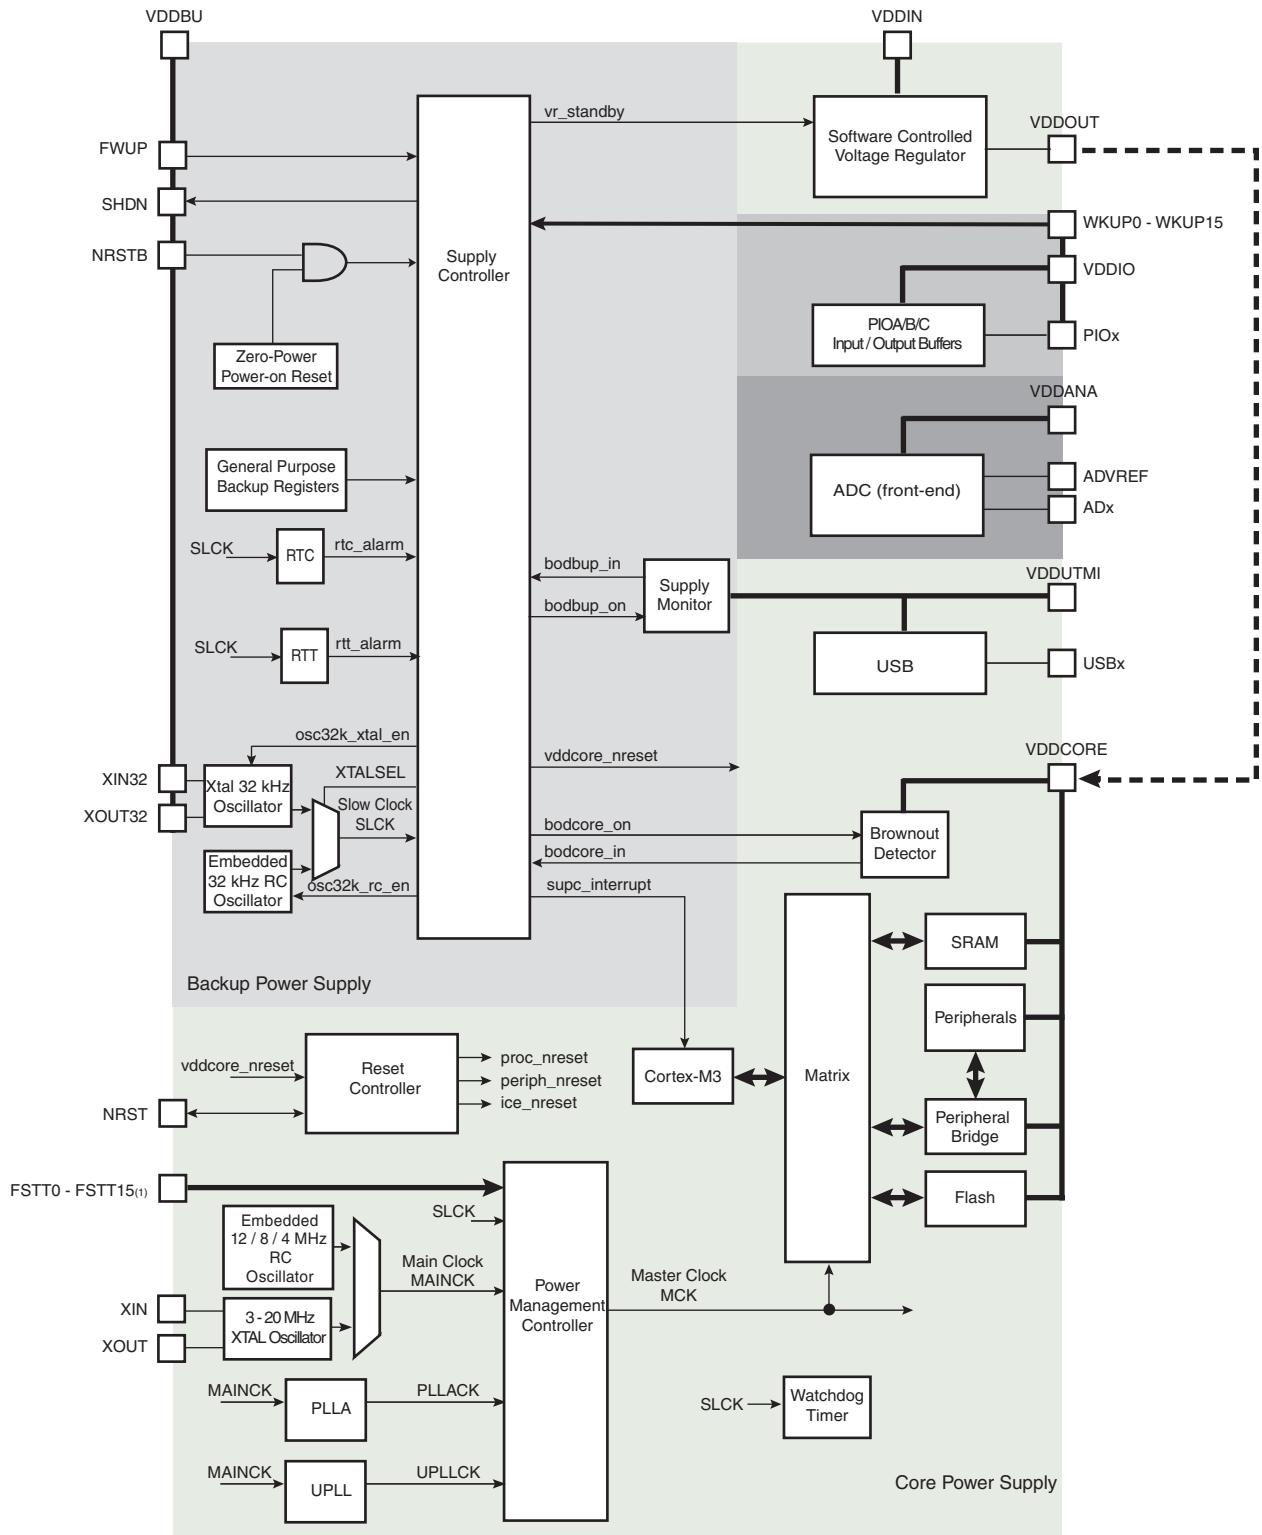 VDDBU
VDDIN
vr_standby
Software Controlled
Voltage Regulator
VDDOUT
FWUP
SHDN
NRSTB
Supply
Controller
WKUP0 - WKUP15
VDDIO
PIOA/B/C
Input / Output Buffers
PIOx
Zero-Power
Power-on Reset
VDDANA
General Purpose
Backup Registers
ADC (front-end)
ADVREF
ADx
SLCK
RTC
rtc_alarm
bodbup_in
bodbup_on
Supply
Monitor
VDDUTMI
SLCK
RTT
rtt_alarm
USB
USBx
osc32k_xtal_en
XTALSEL
vddcore_nreset
VDDCORE
XIN32
XOUT32
Xtal 32 kHz
Oscillator
Slow Clock
SLCK
bodcore_on
bodcore_in
Brownout
Detector
Embedded
32 kHz RC
Oscillator
osc32k_rc_en
supc_interrupt
SRAM
Backup Power Supply
Peripherals
vddcore_nreset
Reset
Controller
proc_nreset
periph_nreset
ice_nreset
Cortex-M3
Matrix
NRST
Peripheral
Bridge
FSTT0 - FSTT15(1)
Flash
SLCK
Embedded
12 / 8 / 4 MHz
RC
Oscillator
Main Clock
MAINCK
Power
Management
Controller
Master Clock
MCK
XIN
XOUT
3 - 20 MHz
XTAL Oscillator
MAINCK
PLLA
PLLACK
SLCK
Watchdog
Timer
MAINCK
UPLL
UPLLCK
Core Power Supply